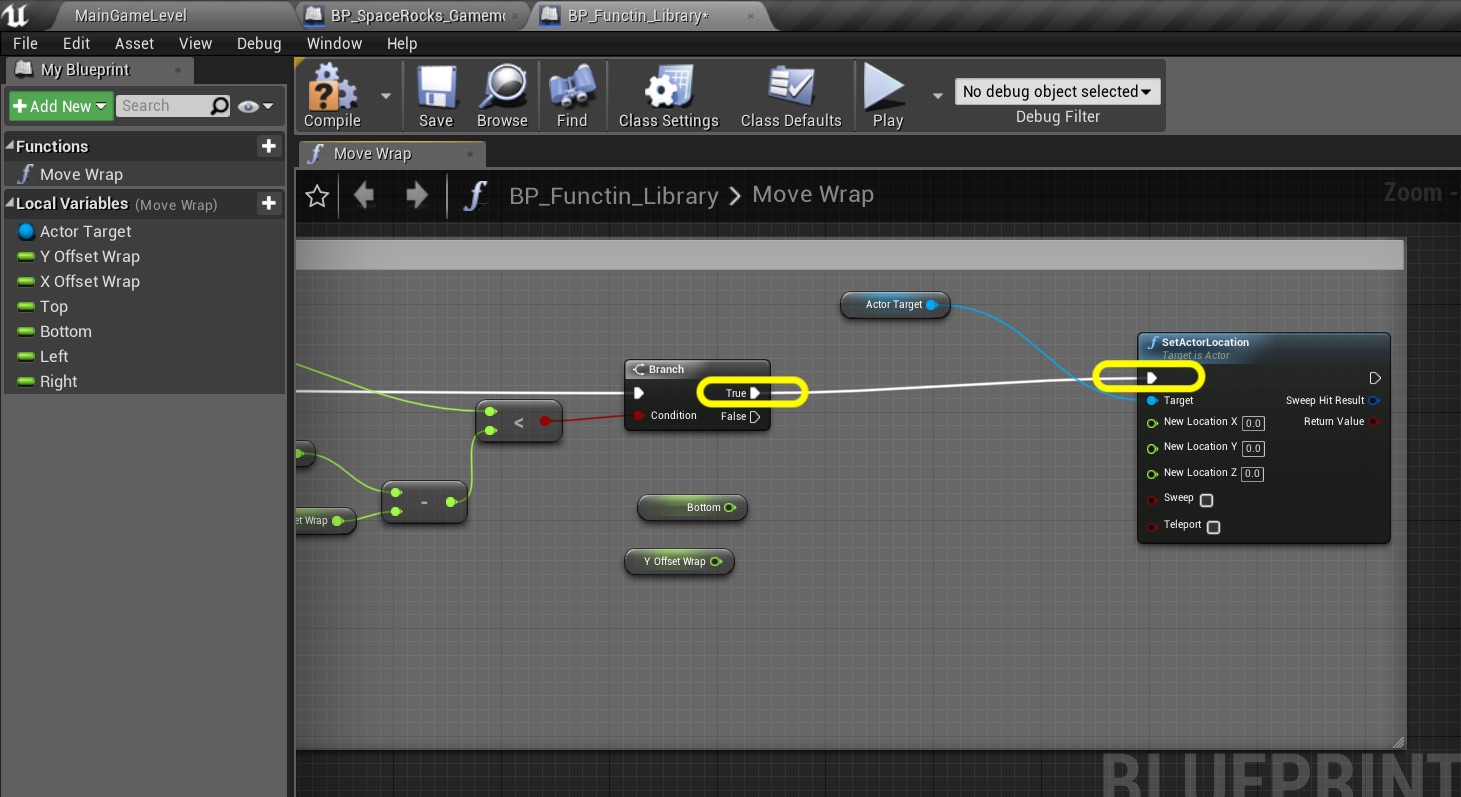 MainGameLevel
BP_SpaceRocks_Gamem
BP_Functin_Library*
File Edit Asset View Debug Window Help
My Blueprint
Add New
Search
Compile
Save
Browse
Find
Class Settings
Class Defaults
Play
No debug object selected
Debug Filter
Functions
Move Wrap
Local Variables (Move Wrap)
Actor Target
Y Offset Wrap
X Offset Wrap
Top
Bottom
Left
Right
Move Wrap
BP_Functin_Library > Move Wrap
Zoom -
Actor Target
SetActorLocation
Target is Actor
Branch
True
Condition
False
<
-
et Wrap
Bottom
Y Offset Wrap
Target
Sweep Hit Result
New Location X 0.0
Return Value
New Location Y 0.0
New Location Z 0.0
Sweep
Teleport
BLUEPRINT